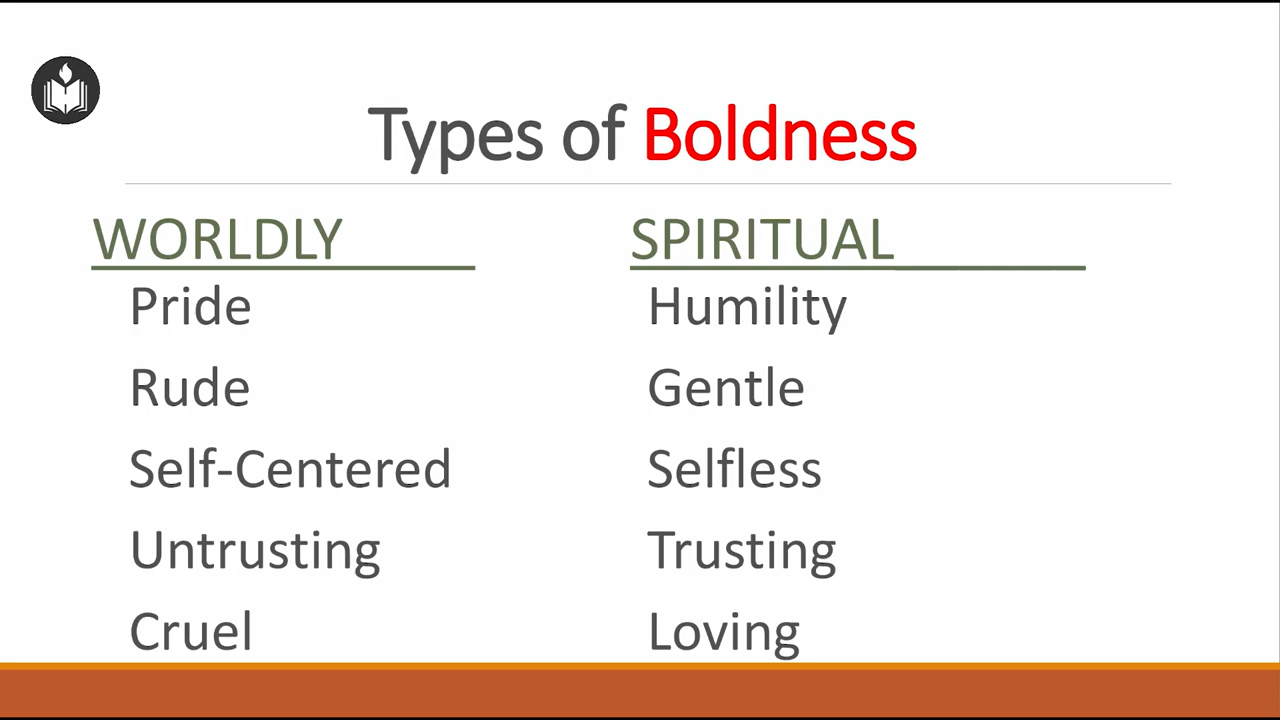 Types of Boldness
WORLDLY
SPIRITUAL
Pride
Humility
Rude
Gentle
Self-Centered
Selfless
Untrusting
Trusting
Cruel
Loving